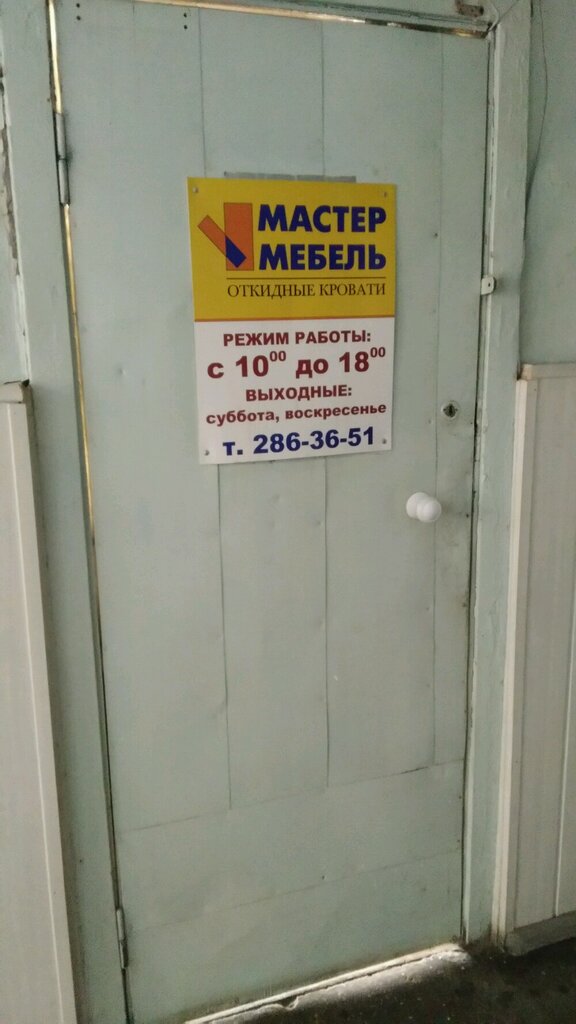 МАСТЕР
МЕБЕЛЬ
ОТКИДНЫЕ КРОВАТИ
РЕЖИМ РАБОТЫ:
с 10⁰⁰ до 18⁰⁰
ВЫХОДНЫЕ:
суббота, воскресенье
т. 286-36-51